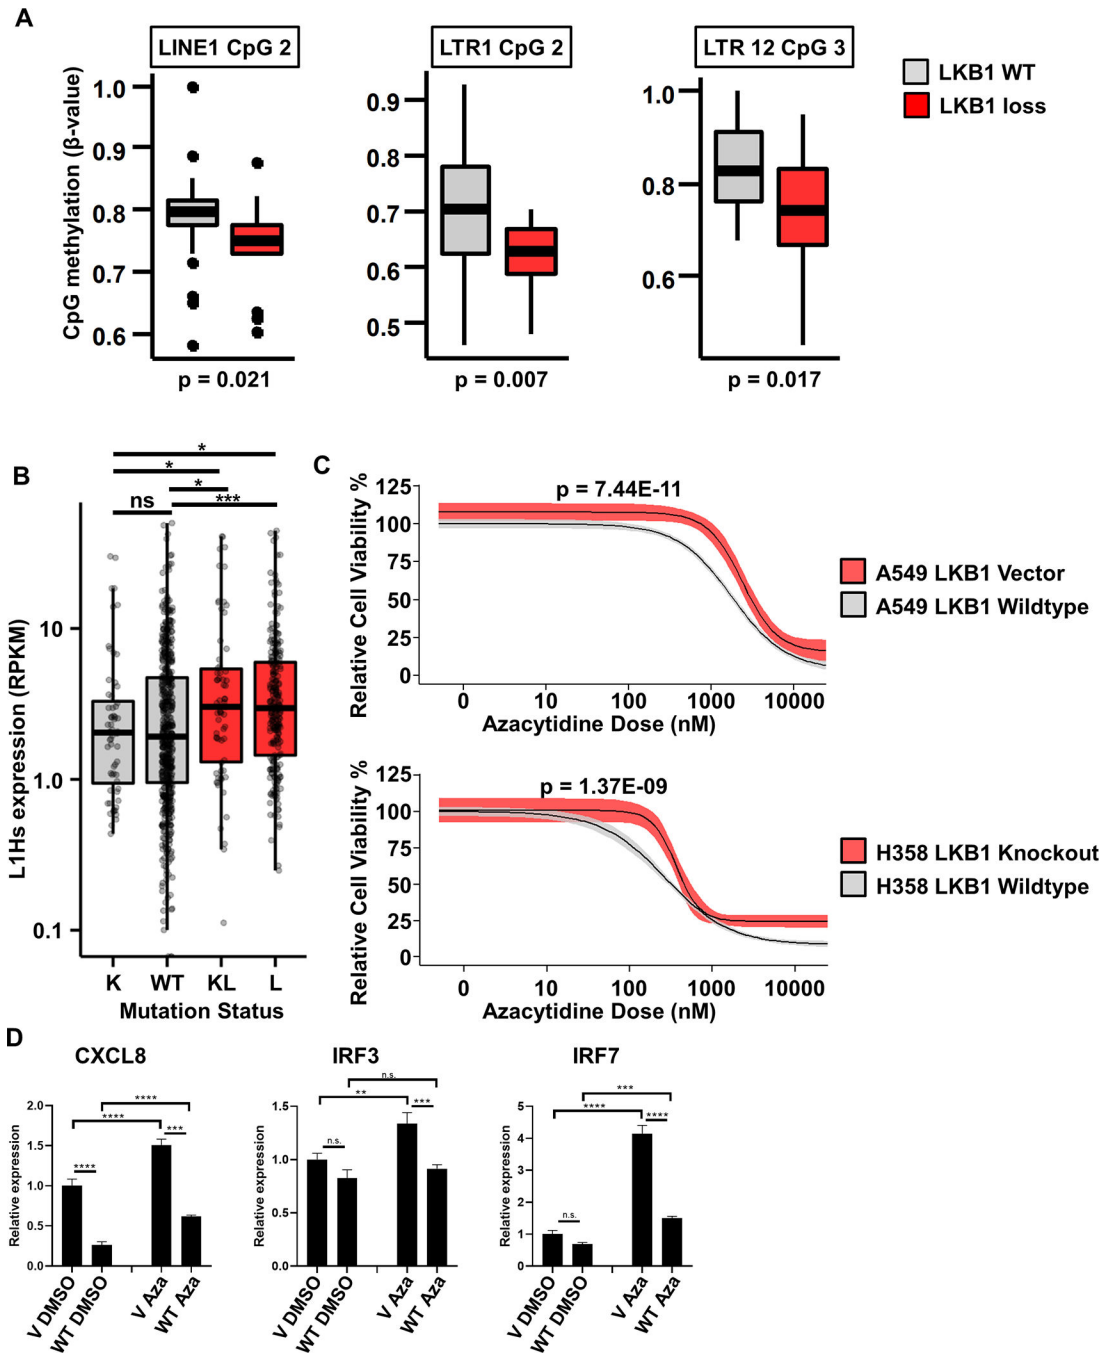 A
LINE1 CpG 2
LTR1 CpG 2
LTR 12 CpG 3
LKB1 WT
LKB1 loss
CpG methylation (β-value)
1.0
0.9
0.8
0.7
0.6
0.9
0.8
0.7
0.6
0.5
1.0
0.8
0.6
p = 0.021
p = 0.007
p = 0.017
B
*
*
*
ns
***
L1Hs expression (RPKM)
10
1.0
0.1
K
WT
KL
L
Mutation Status
C
Relative Cell Viability %
125
100
75
50
25
0
p = 7.44E-11
0
10
100
1000
10000
Azacytidine Dose (nM)
A549 LKB1 Vector
A549 LKB1 Wildtype
Relative Cell Viability %
125
100
75
50
25
0
p = 1.37E-09
0
10
100
1000
10000
Azacytidine Dose (nM)
H358 LKB1 Knockout
H358 LKB1 Wildtype
D
CXCL8
Relative expression
2.0
1.5
1.0
0.5
0.0
****
****
****
***
V DMSO
WT DMSO
V Aza
WT Aza
IRF3
Relative expression
1.5
1.0
0.5
0.0
n.s.
**
***
n.s.
V DMSO
WT DMSO
V Aza
WT Aza
IRF7
Relative expression
5
4
3
2
1
0
***
****
****
n.s.
V DMSO
WT DMSO
V Aza
WT Aza